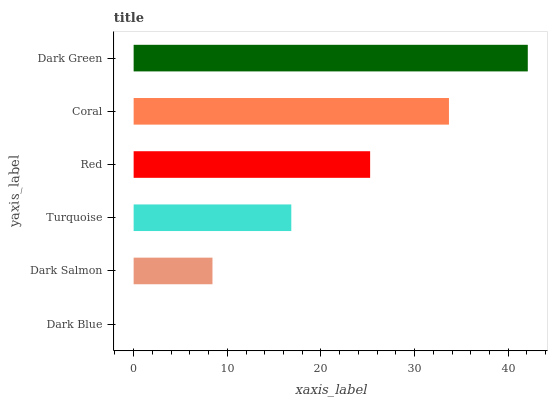 title
Dark Green
Coral
Red
Turquoise
Dark Salmon
Dark Blue
yaxis_label
0 10 20 30 40
xaxis_label